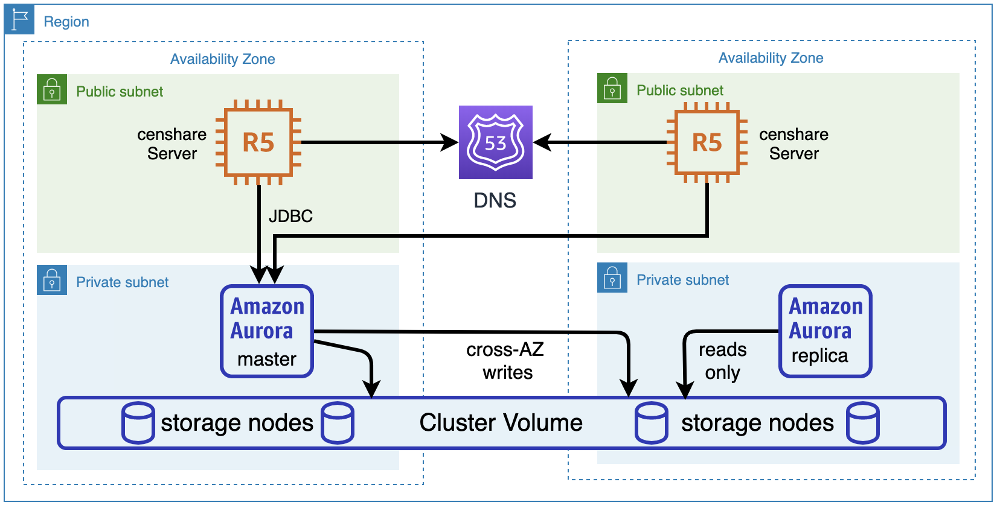 Region
Availability Zone
Availability Zone
Public subnet
Public subnet
censhare
Server
R5
53
DNS
R5
censhare
Server
JDBC
Private subnet
Private subnet
Amazon
Aurora
master
cross-AZ
writes
reads
only
Amazon
Aurora
replica
storage nodes
Cluster Volume
storage nodes